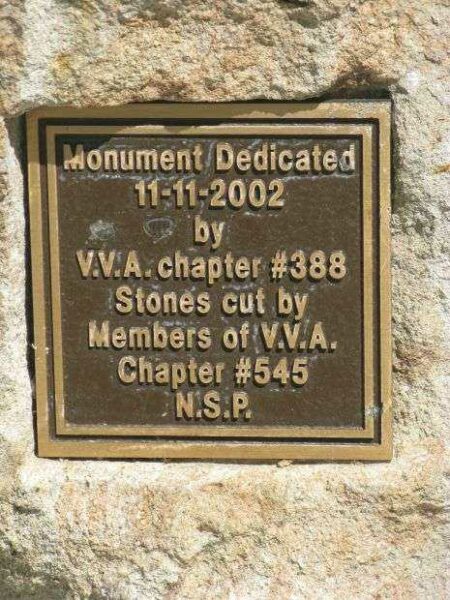 Monument Dedicated
11-11-2002
by
V.V.A. chapter #388
Stones cut by
Members of V.V.A.
Chapter #545
N.S.P.